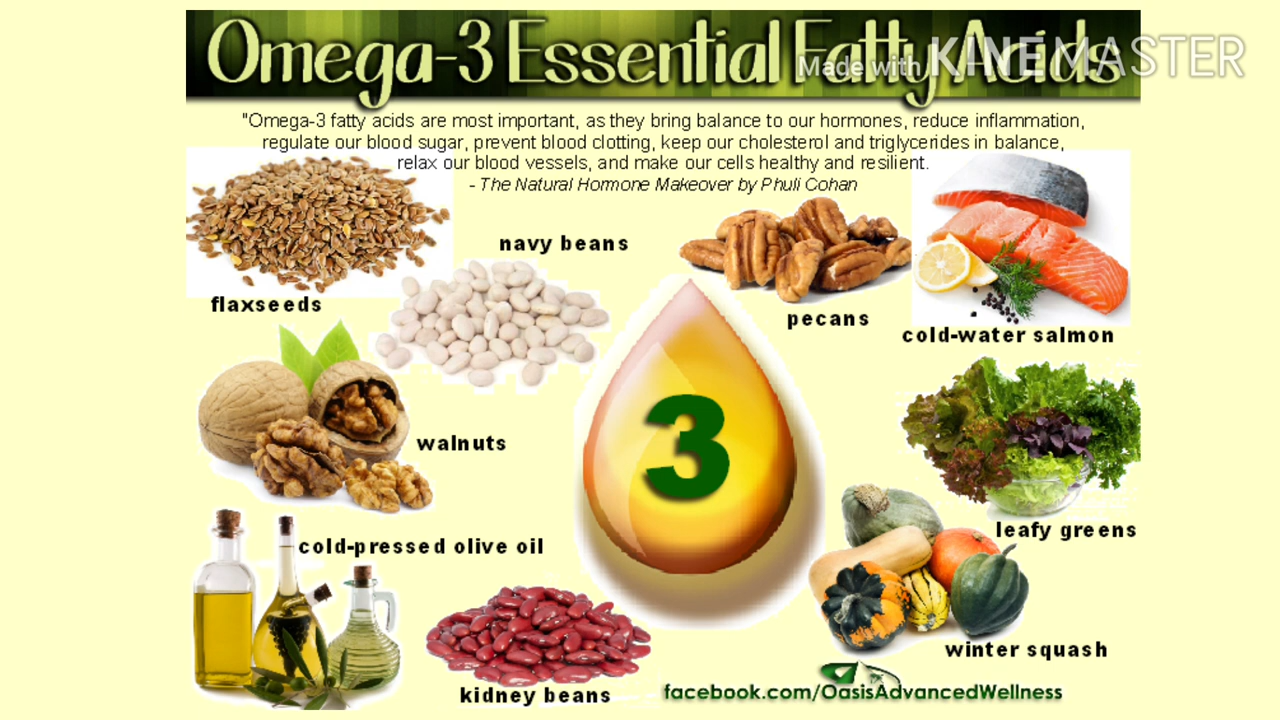 Omega-3 Essential Fatty Acids
Made with KINEMASTER
"Omega-3 fatty acids are most important, as they bring balance to our hormones, reduce inflammation,
regulate our blood sugar, prevent blood clotting, keep our cholesterol and triglycerides in balance,
relax our blood vessels, and make our cells healthy and resilient.
- The Natural Hormone Makeover by Phuli Cohan
navy beans
flaxseeds
pecans
cold-water salmon
walnuts
3
leafy greens
cold-pressed olive oil
winter squash
kidney beans
facebook.com/OasisAdvancedWellness